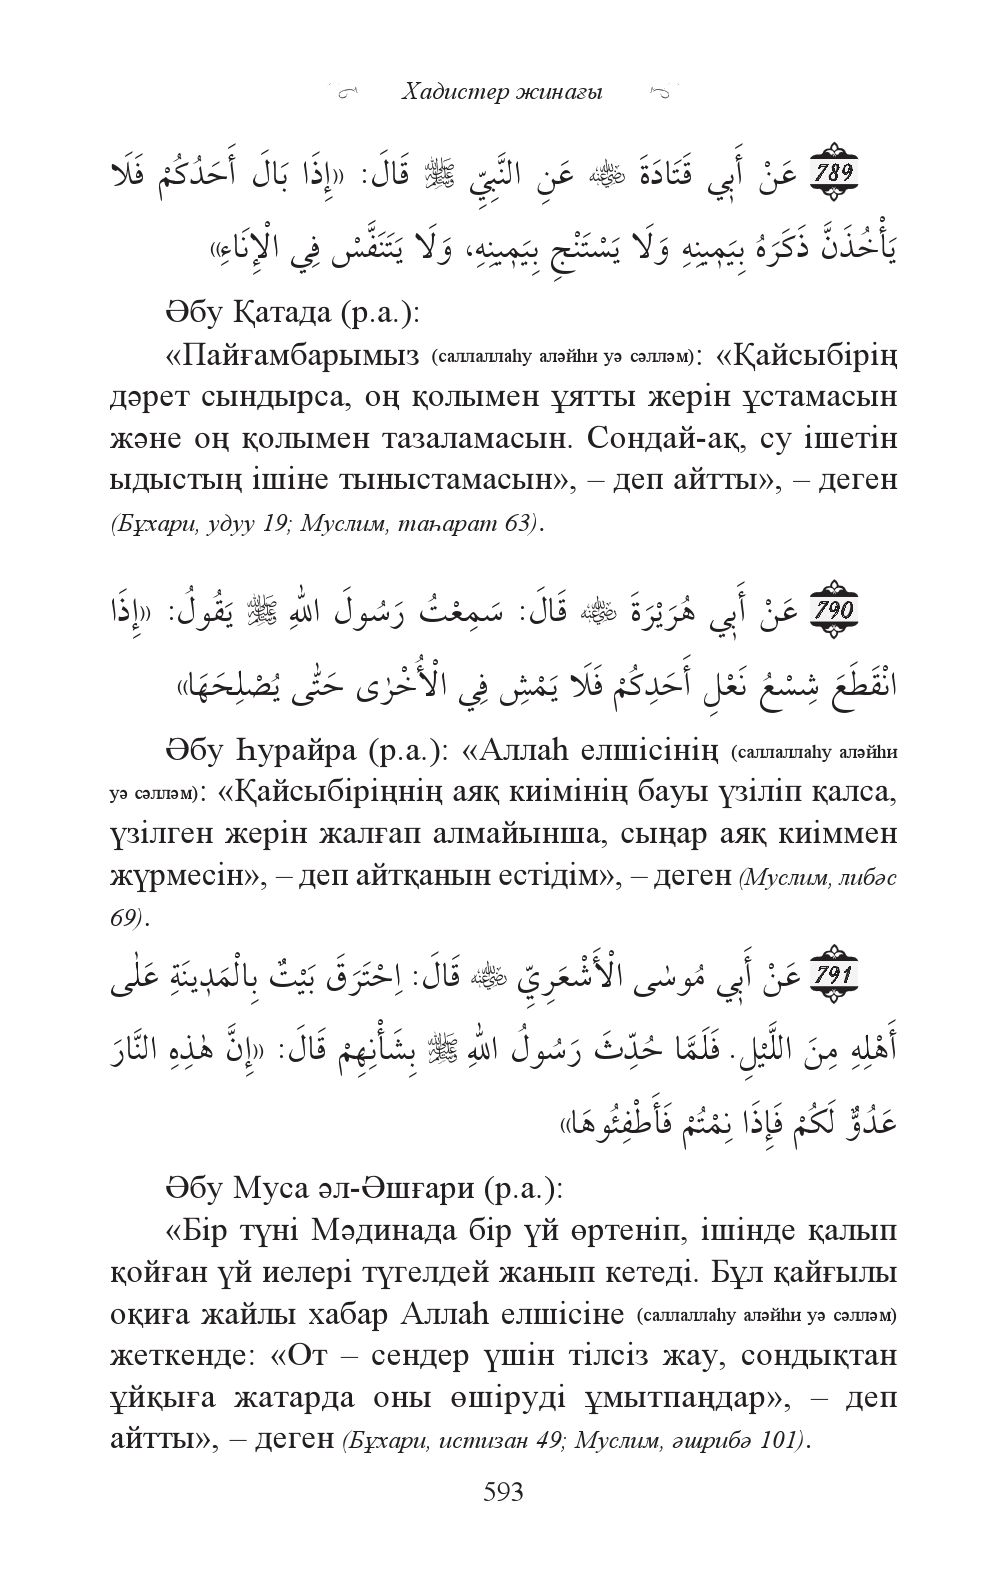 Хадистер жинағы
789 عَنْ أَبِي قَتَادَةَ ﷺ عَنِ النَّبِيِّ ﷺ قَالَ: «إِذَا بَالَ أَحَدُكُمْ فَلَا
يَأْخُذَنَّ ذَكَرَهُ بِيَمِينِهِ وَلَا يَسْتَنْجِ بِيَمِينِهِ، وَلَا يَتَنَفَّسْ فِي الْإِنَاءِ»
Әбу Қатада (р.а.):
«Пайғамбарымыз (саллаллаһу аләйһи уә сәлләм): «Қайсыбірің
дәрет сындырса, оң қолымен ұятты жерін ұстамасын
және оң қолымен тазаламасын. Сондай-ақ, су ішетін
ыдыстың ішіне тыныстамасын», – деп айтты», – деген
(Бұхари, удуу 19; Муслим, таһарат 63).
790 عَنْ أَبِي هُرَيْرَةَ رضي الله عنه قَالَ: سَمِعْتُ رَسُولَ اللهِ ﷺ يَقُولُ: «إِذَا
انْقَطَعَ شِسْعُ نَعْلِ أَحَدِكُمْ فَلَا يَمْشِ فِي الْأُخْرٰى حَتّٰى يُصْلِحَهَا»
Әбу Һурайра (р.а.): «Аллаһ елшісінің (саллаллаһу аләйһи
уә сәлләм): «Қайсыбіріңнің аяқ киімінің бауы үзіліп қалса,
үзілген жерін жалғап алмайынша, сыңар аяқ киіммен
жүрмесін», – деп айтқанын естідім», – деген (Муслим, либәс
69).
791 عَنْ أَبِي مُوسٰى الْأَشْعَرِيِّ رضي الله عنه قَالَ: اِحْتَرَقَ بَيْتٌ بِالْمَدِينَةِ عَلٰى
أَهْلِهِ مِنَ اللَّيْلِ. فَلَمَّا حُدِّثَ رَسُولُ اللهِ ﷺ بِشَأْنِهِمْ قَالَ: «إِنَّ هٰذِهِ النَّارَ
عَدُوٌّ لَكُمْ فَإِذَا نِمْتُمْ فَأَطْفِئُوهَا»
Әбу Муса әл-Әшғари (р.а.):
«Бір түні Мәдинада бір үй өртеніп, ішінде қалып
қойған үй иелері түгелдей жанып кетеді. Бұл қайғылы
оқиға жайлы хабар Аллаһ елшісіне (саллаллаһу аләйһи уә сәлләм)
жеткенде: «От – сендер үшін тілсіз жау, сондықтан
ұйқыға жатарда оны өшіруді ұмытпаңдар», – деп
айтты», – деген (Бұхари, истизан 49; Муслим, әшрибә 101).
593